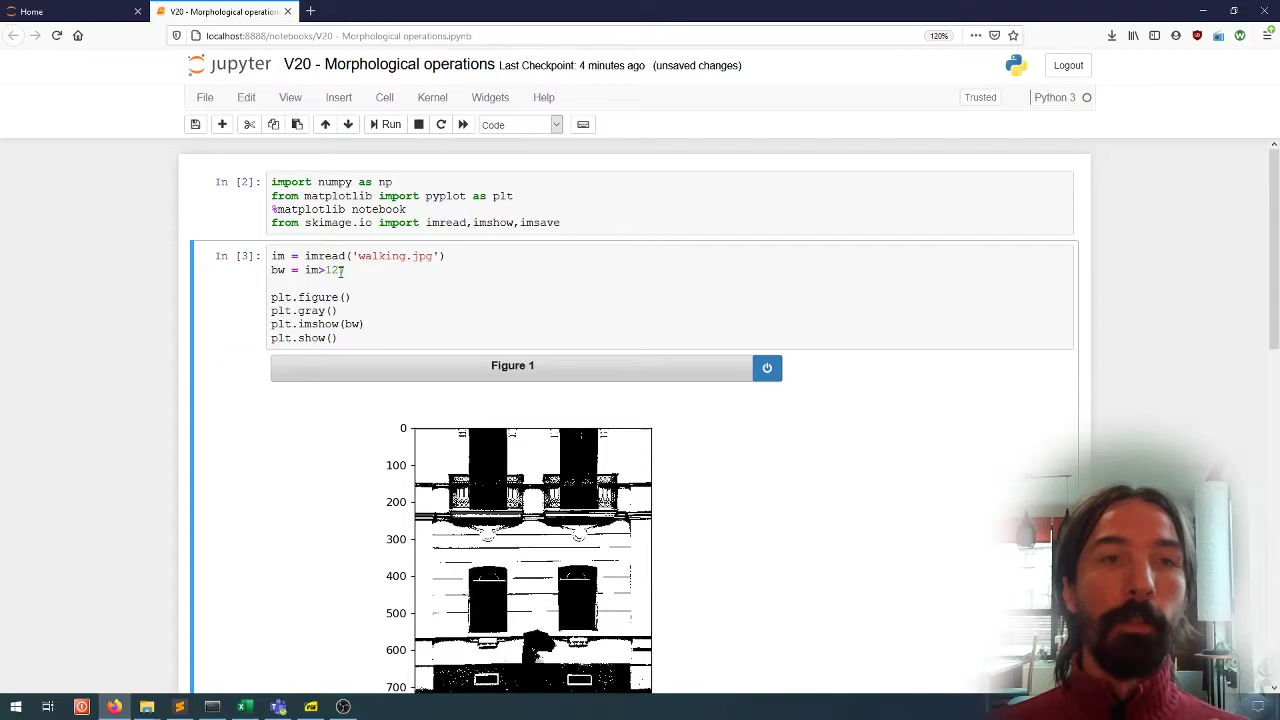 Home
V20 - Morphological operation
localhost:8888/notebooks/V20 - Morphological operations.ipynb
120%
jupyter V20 - Morphological operations Last Checkpoint: 4 minutes ago (unsaved changes)
Logout
File Edit View Insert Cell Kernel Widgets Help
Trusted
Python 3
Run
Code
In [2]:
import numpy as np
from matplotlib import pyplot as plt
%matplotlib notebook
from skimage.io import imread,imshow,imsave
In [3]:
im = imread('walking.jpg')
bw = im>127
plt.figure()
plt.gray()
plt.imshow(bw)
plt.show()
Figure 1
0
100
200
300
400
500
600
700